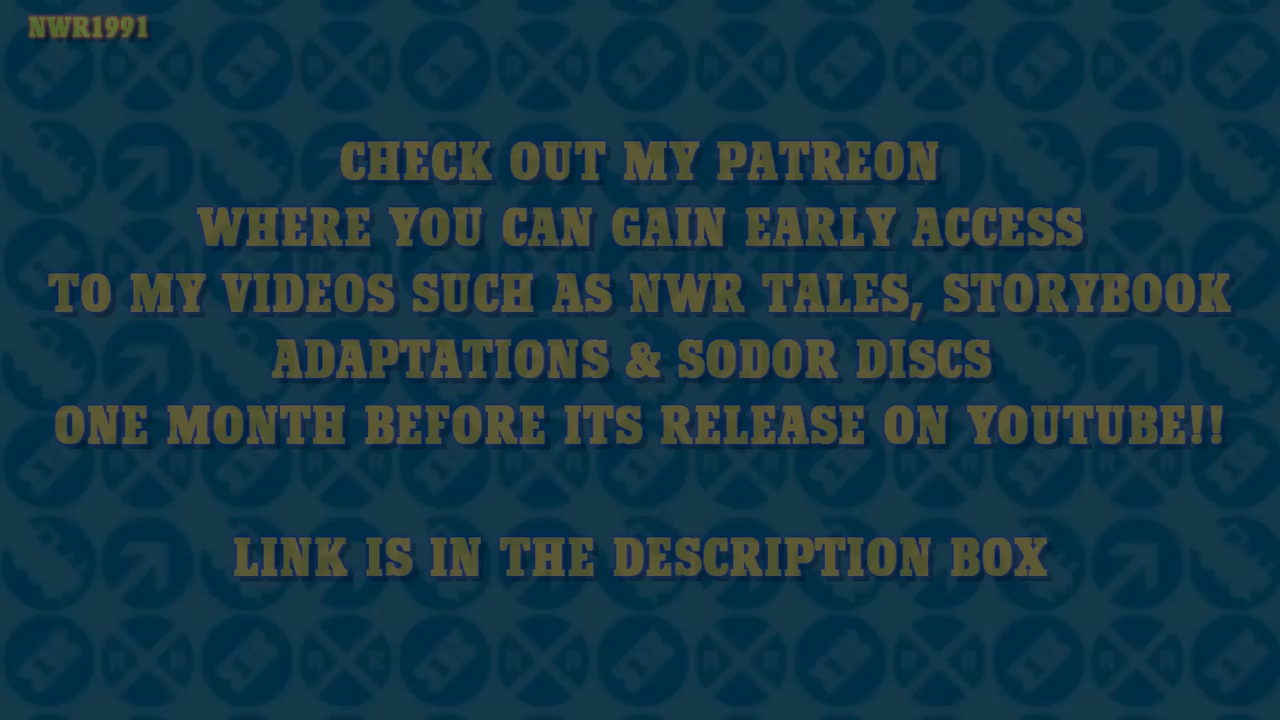 NWR1991
CHECK OUT MY PATREON
WHERE YOU CAN GAIN EARLY ACCESS
TO MY VIDEOS SUCH AS NWR TALES, STORYBOOK
ADAPTATIONS & SODOR DISCS
ONE MONTH BEFORE ITS RELEASE ON YOUTUBE!!
LINK IS IN THE DESCRIPTION BOX